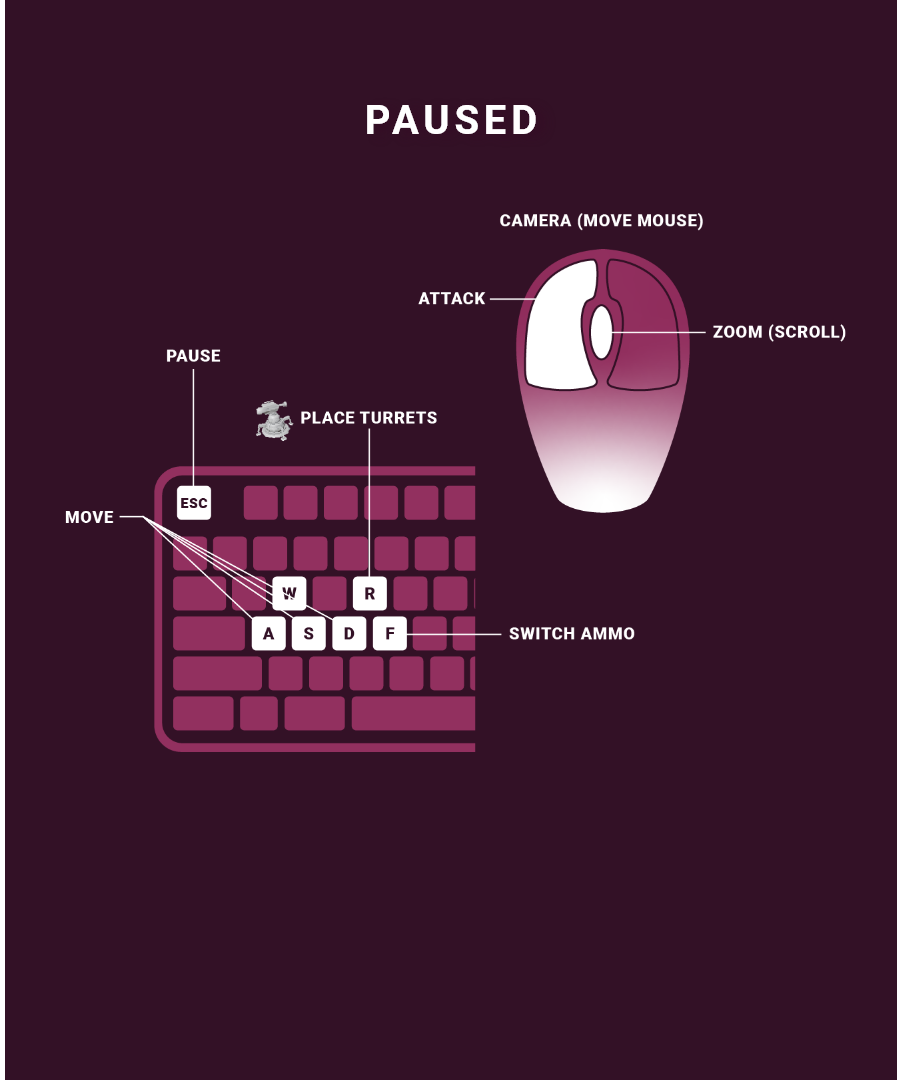 PAUSED
CAMERA (MOVE MOUSE)
ATTACK
ZOOM (SCROLL)
PAUSE
PLACE TURRETS
ESC
MOVE
W
R
A
S
D
F
SWITCH AMMO